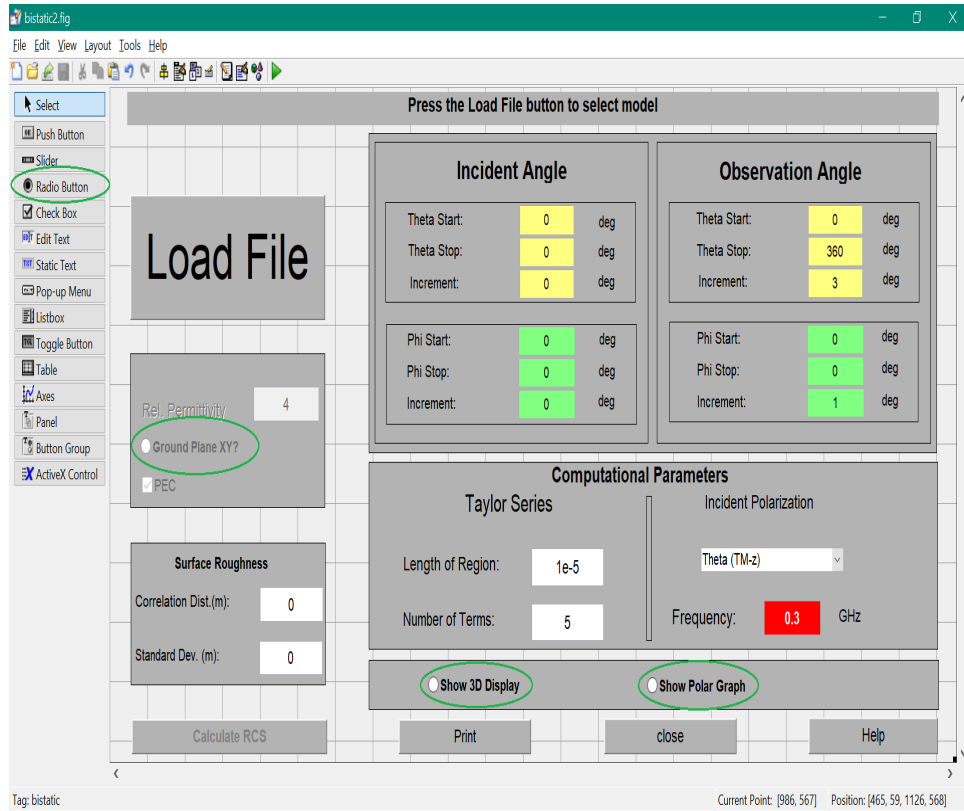 bistatic2.fig
File Edit View Layout Tools Help
Select
Push Button
Slider
Radio Button
Check Box
Edit Text
Static Text
Pop-up Menu
Listbox
Toggle Button
Table
Axes
Panel
Button Group
ActiveX Control
Press the Load File button to select model
Load File
Rel. Permittivity 4
Ground Plane XY?
PEC
Surface Roughness
Correlation Dist.(m): 0
Standard Dev. (m): 0
Calculate RCS
Incident Angle
Theta Start: 0 deg
Theta Stop: 0 deg
Increment: 0 deg
Phi Start: 0 deg
Phi Stop: 0 deg
Increment: 0 deg
Observation Angle
Theta Start: 0 deg
Theta Stop: 360 deg
Increment: 3 deg
Phi Start: 0 deg
Phi Stop: 0 deg
Increment: 1 deg
Computational Parameters
Taylor Series
Length of Region: 1e-5
Number of Terms: 5
Incident Polarization
Theta (TM-z)
Frequency: 0.3 GHz
Show 3D Display
Show Polar Graph
Print
close
Help
Tag: bistatic
Current Point: [986, 567] Position: [465, 59, 1126, 568]